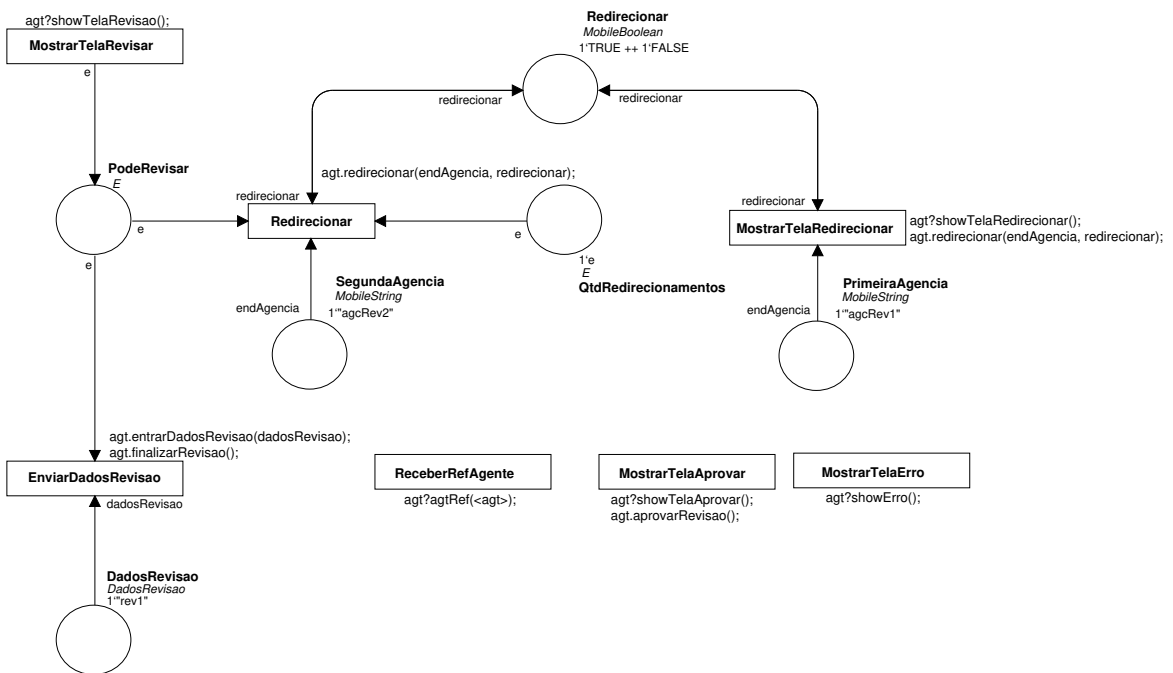 agt?showTelaRevisao();
MostrarTelaRevisar
e
Redirecionar
MobileBoolean
1‘TRUE ++ 1‘FALSE
redirecionar
redirecionar
PodeRevisar
E
agt.redirecionar(endAgencia, redirecionar);
redirecionar
Redirecionar
e
e
e
redirecionar
MostrarTelaRedirecionar
agt?showTelaRedirecionar();
agt.redirecionar(endAgencia, redirecionar);
1‘e
E
QtdRedirecionamentos
SegundaAgencia
MobileString
1‘"agcRev2"
endAgencia
PrimeiraAgencia
MobileString
1‘"agcRev1"
endAgencia
agt.entrarDadosRevisao(dadosRevisao);
agt.finalizarRevisao();
EnviarDadosRevisao
dadosRevisao
ReceberRefAgente
agt?agtRef(<agt>);
MostrarTelaAprovar
agt?showTelaAprovar();
agt.aprovarRevisao();
MostrarTelaErro
agt?showErro();
DadosRevisao
DadosRevisao
1‘"rev1"